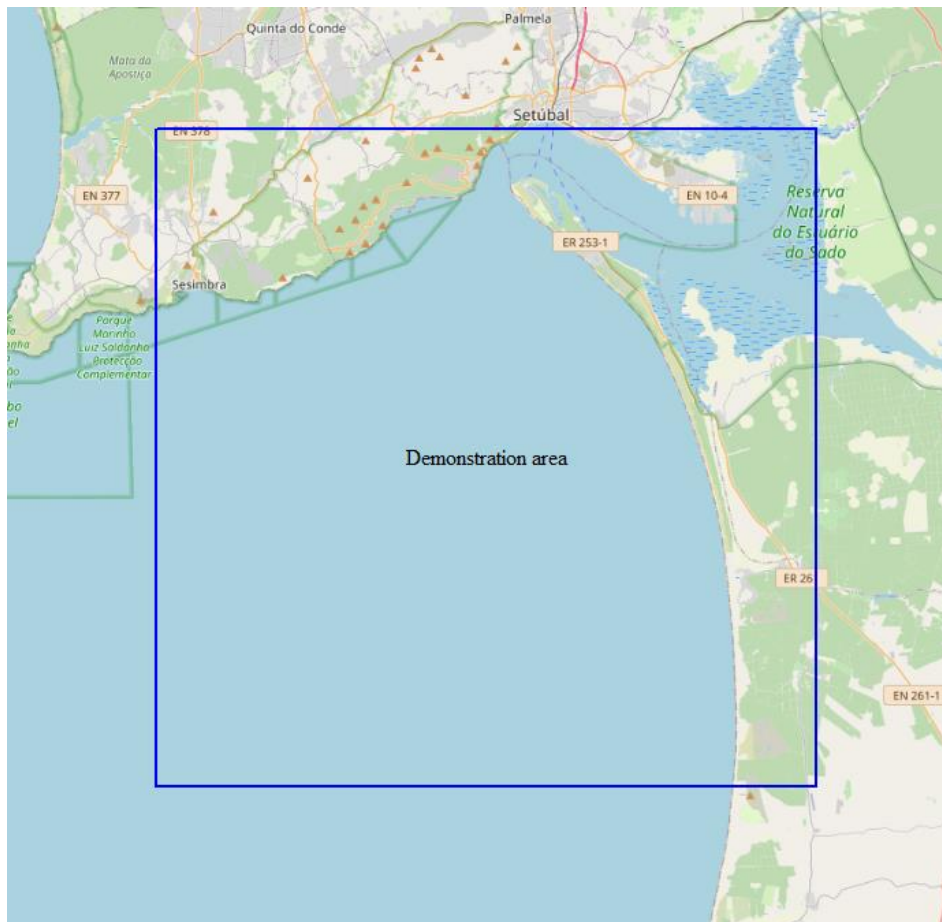 Palmela
Quinta do Conde
Mata da
Apostiça
Setúbal
EN 378
EN 377
EN 10-4
Reserva
Natural
do Estuário
do Sado
ER 253-1
Sesimbra
Parque
Marinho
Luiz Saldanha
Protecção
Complementar
Demonstration area
ER 26
EN 261-1